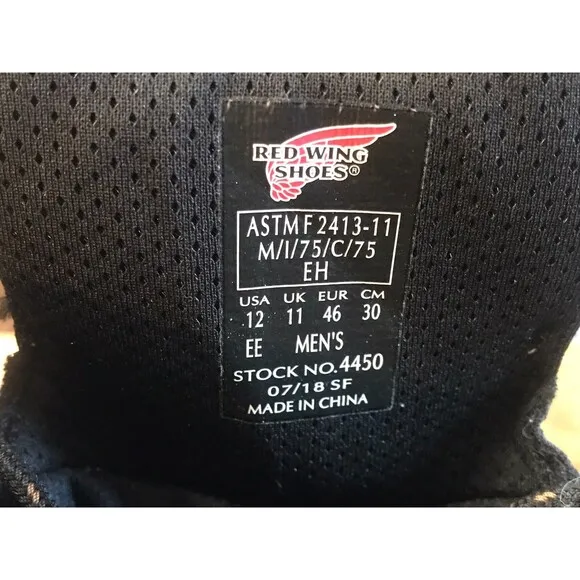 RED WING
SHOES®
ASTM F 2413-11
M/I/75/C/75
EH
USA UK EUR CM
12 11 46 30
EE MEN'S
STOCK NO. 4450
07/18 SF
MADE IN CHINA